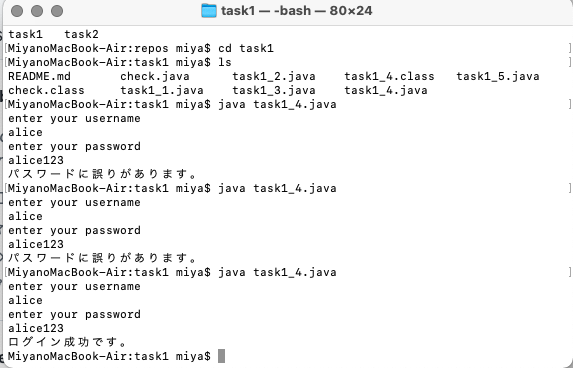 task1 — -bash — 80×24
task1   task2
[MiyanoMacBook-Air:repos miya$ cd task1 ]
[MiyanoMacBook-Air:task1 miya$ ls ]
README.md       check.java      task1_2.java    task1_4.class   task1_5.java
check.class     task1_1.java    task1_3.java    task1_4.java
[MiyanoMacBook-Air:task1 miya$ java task1_4.java ]
enter your username
alice
enter your password
alice123
パスワードに誤りがあります。
[MiyanoMacBook-Air:task1 miya$ java task1_4.java ]
enter your username
alice
enter your password
alice123
パスワードに誤りがあります。
[MiyanoMacBook-Air:task1 miya$ java task1_4.java ]
enter your username
alice
enter your password
alice123
ログイン成功です。
MiyanoMacBook-Air:task1 miya$